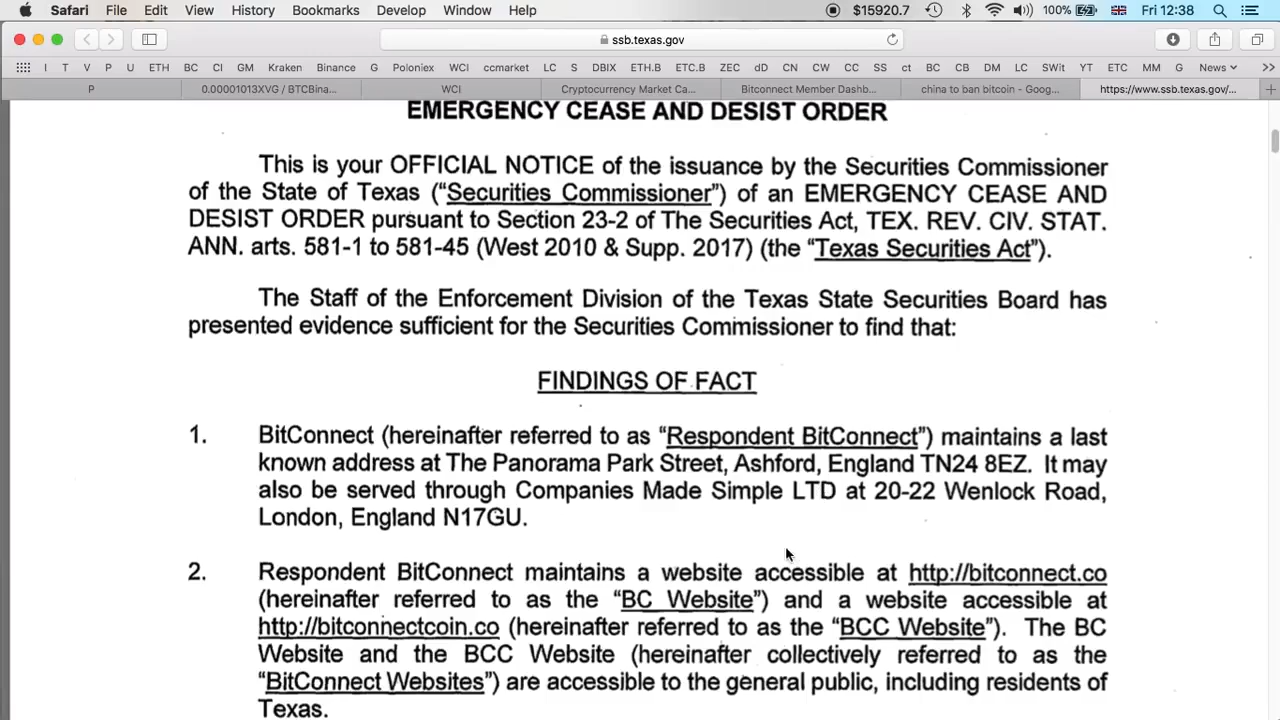 Safari File Edit View History Bookmarks Develop Window Help $15920.7 100% Fri 12:38
ssb.texas.gov
I T V P U ETH BC CI GM Kraken Binance G Poloniex WCI ccmarket LC S DBIX ETH.B ETC.B ZEC dD CN CW CC SS ct BC CB DM LC SWit YT ETC MM G News
P 0.00001013XVG / BTCBina... WCI Cryptocurrency Market Ca... Bitconnect Member Dashb... china to ban bitcoin - Goog... https://www.ssb.texas.gov/...
EMERGENCY CEASE AND DESIST ORDER
This is your OFFICIAL NOTICE of the issuance by the Securities Commissioner
of the State of Texas (“Securities Commissioner”) of an EMERGENCY CEASE AND
DESIST ORDER pursuant to Section 23-2 of The Securities Act, TEX. REV. CIV. STAT.
ANN. arts. 581-1 to 581-45 (West 2010 & Supp. 2017) (the “Texas Securities Act”).
The Staff of the Enforcement Division of the Texas State Securities Board has
presented evidence sufficient for the Securities Commissioner to find that:
FINDINGS OF FACT
1. BitConnect (hereinafter referred to as “Respondent BitConnect”) maintains a last
known address at The Panorama Park Street, Ashford, England TN24 8EZ. It may
also be served through Companies Made Simple LTD at 20-22 Wenlock Road,
London, England N17GU.
2. Respondent BitConnect maintains a website accessible at http://bitconnect.co
(hereinafter referred to as the “BC Website”) and a website accessible at
http://bitconnectcoin.co (hereinafter referred to as the “BCC Website”). The BC
Website and the BCC Website (hereinafter collectively referred to as the
“BitConnect Websites”) are accessible to the general public, including residents of
Texas.